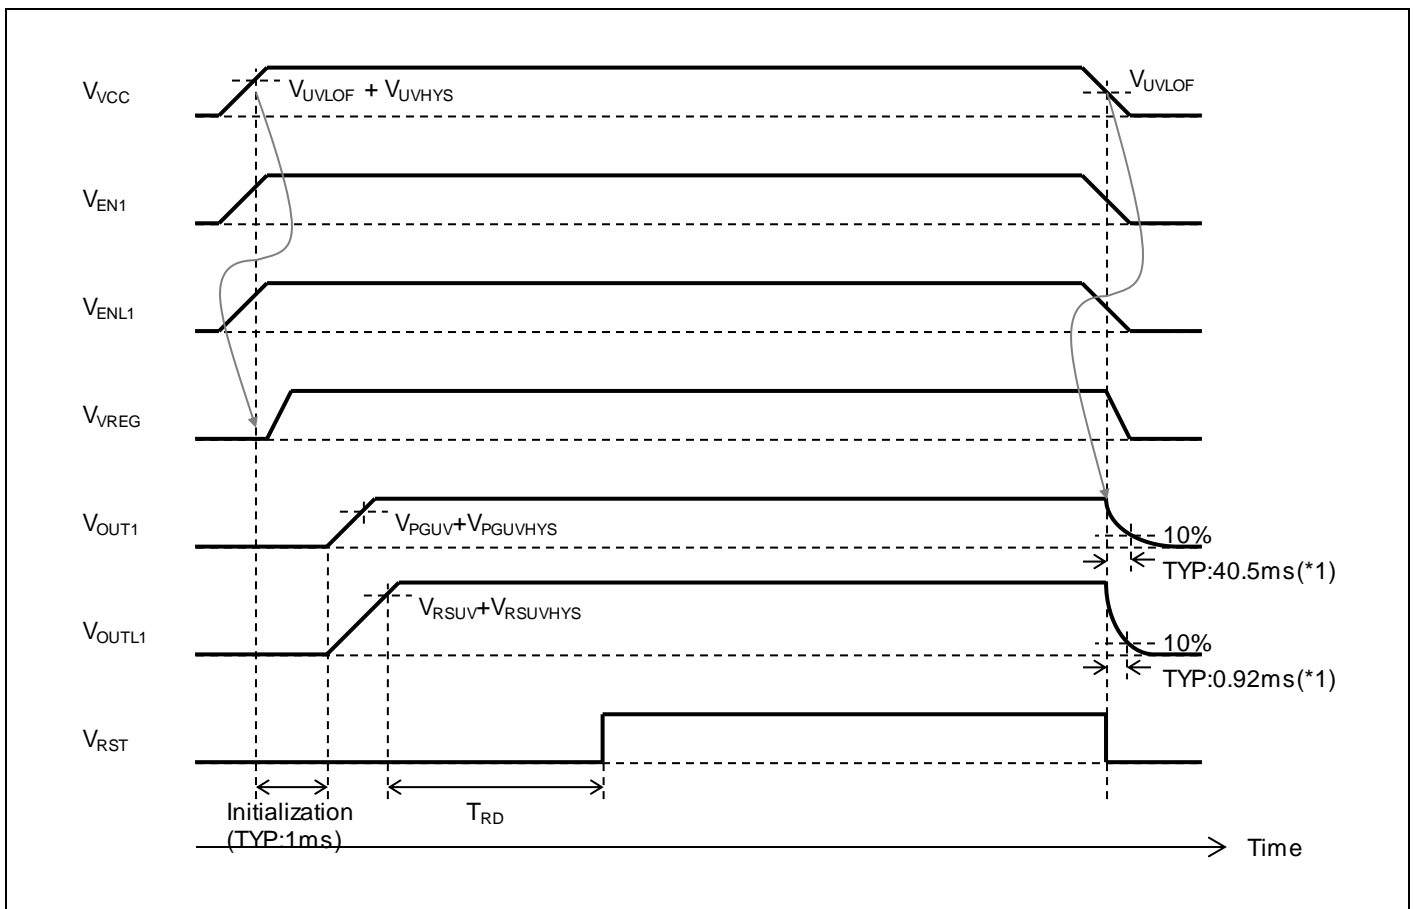 VVCC
VUVLOF + VUVHYS
VUVLOF
VEN1
VENL1
VVREG
VOUT1
VPGUV+VPGUVHYS
10%
TYP:40.5ms(*1)
VOUTL1
VRSUV+VRSUVHYS
10%
TYP:0.92ms(*1)
VRST
Initialization
(TYP:1ms)
TRD
Time